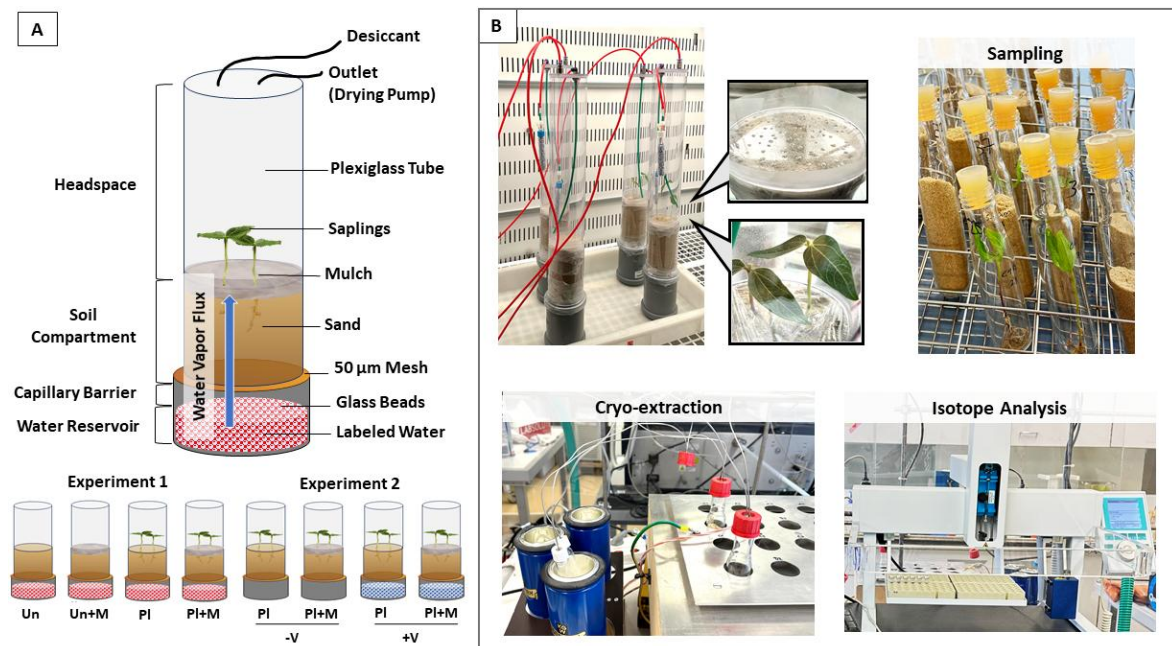 A
Desiccant
Outlet
(Drying Pump)
Headspace
Plexiglass Tube
Saplings
Mulch
Soil
Compartment
Sand
Water Vapor Flux
50 µm Mesh
Capillary Barrier
Glass Beads
Water Reservoir
Labeled Water
Experiment 1
Experiment 2
Un
Un+M
Pl
Pl+M
Pl
Pl+M
Pl
Pl+M
-V
+V
B
Sampling
Cryo-extraction
Isotope Analysis